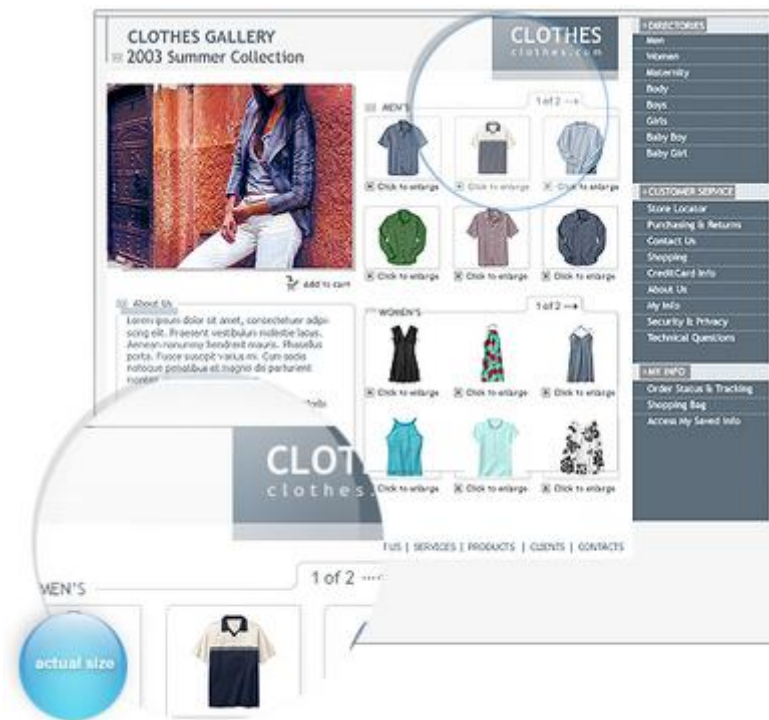 CLOTHES GALLERY
2003 Summer Collection
CLOTHES
clothes.com
MEN'S
1 of 2
Click to enlarge
Click to enlarge
Click to enlarge
Click to enlarge
Click to enlarge
Click to enlarge
add to cart
About Us
Lorem ipsum dolor sit amet, consectetuer adipi-
scing elit. Praesent vestibulum molestie lacus.
Aenean nonummy hendrerit mauris. Phasellus
porta. Fusce suscipit varius mi. Cum sociis
natoque penatibus et magnis dis parturient
WOMEN'S
1 of 2
Click to enlarge
Click to enlarge
Click to enlarge
Click to enlarge
Click to enlarge
Click to enlarge
DIRECTORIES
Men
Women
Maternity
Body
Boys
Girls
Baby Boy
Baby Girl
CUSTOMER SERVICE
Store Locator
Purchasing & Returns
Contact Us
Shopping
CreditCard Info
About Us
My Info
Security & Privacy
Technical Questions
MY INFO
Order Status & Tracking
Shopping Bag
Access My Saved Info
T US | SERVICES | PRODUCTS | CLIENTS | CONTACTS
CLOT
clothes.
MEN'S
1 of 2
actual size